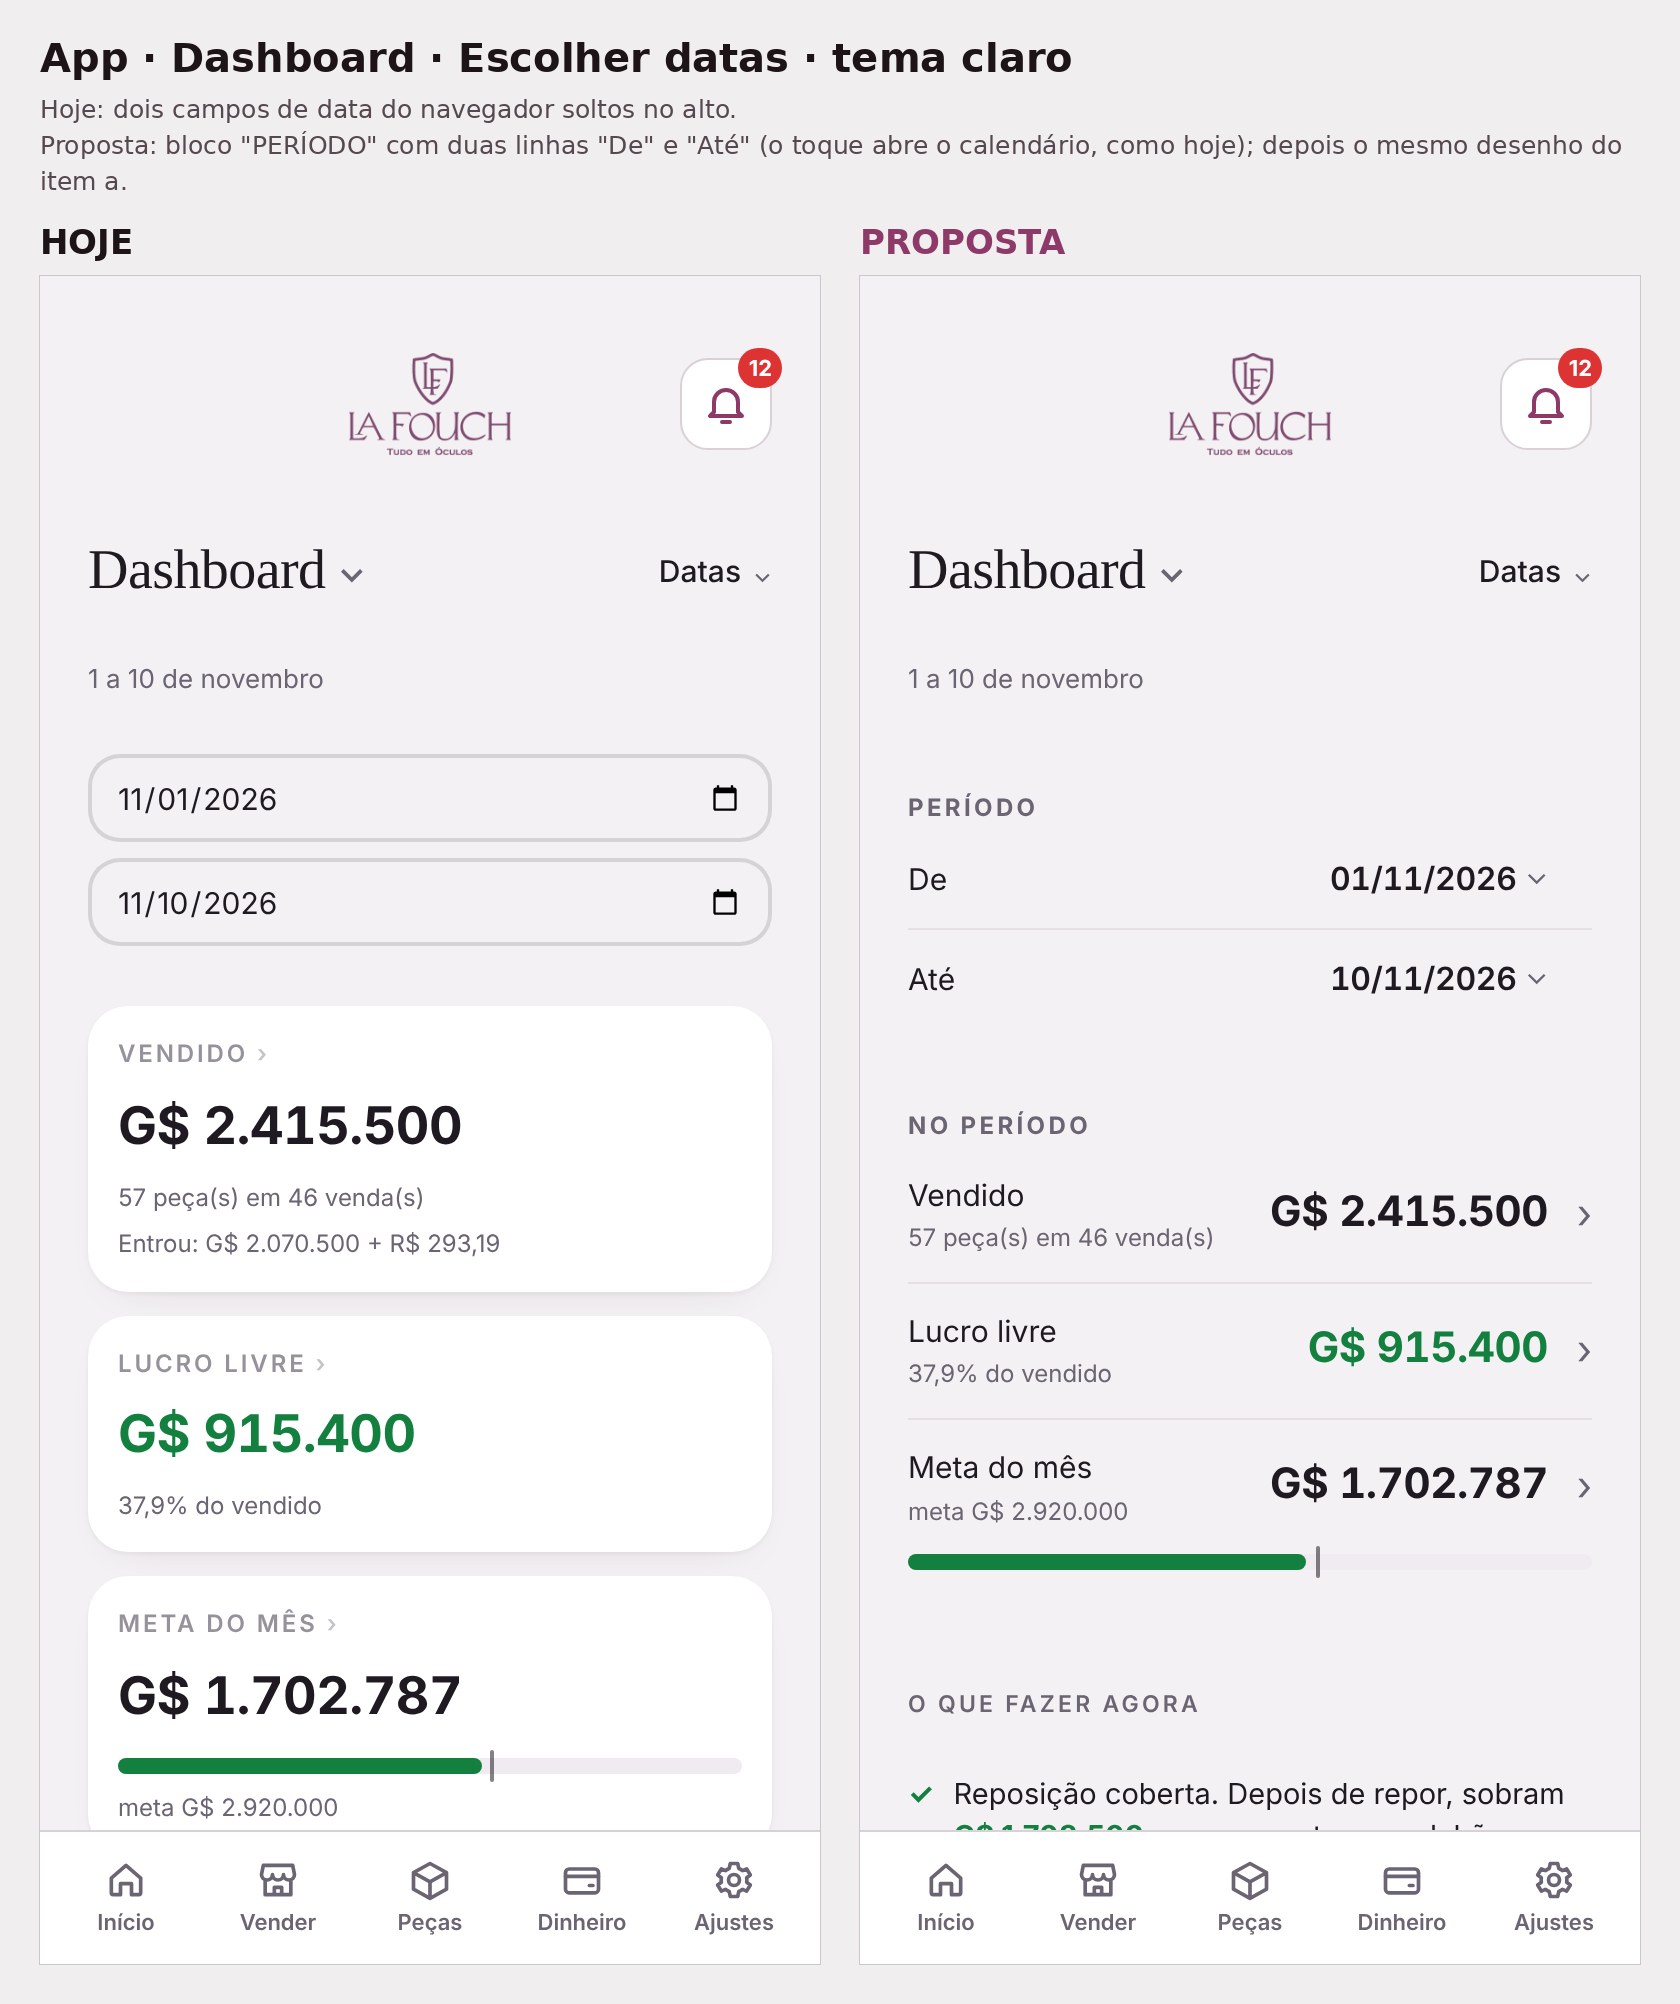 App · Dashboard · Escolher datas · tema claro
Hoje: dois campos de data do navegador soltos no alto.
Proposta: bloco "PERÍODO" com duas linhas "De" e "Até" (o toque abre o calendário, como hoje); depois o mesmo desenho do
item a.
HOJE
LF
LA FOUCH
TUDO EM ÓCULOS
12
Dashboard
Datas
1 a 10 de novembro
11/01/2026
11/10/2026
VENDIDO ›
G$ 2.415.500
57 peça(s) em 46 venda(s)
Entrou: G$ 2.070.500 + R$ 293,19
LUCRO LIVRE ›
G$ 915.400
37,9% do vendido
META DO MÊS ›
G$ 1.702.787
meta G$ 2.920.000
Início
Vender
Peças
Dinheiro
Ajustes
PROPOSTA
LF
LA FOUCH
TUDO EM ÓCULOS
12
Dashboard
Datas
1 a 10 de novembro
PERÍODO
De
01/11/2026
Até
10/11/2026
NO PERÍODO
Vendido
57 peça(s) em 46 venda(s)
G$ 2.415.500 ›
Lucro livre
37,9% do vendido
G$ 915.400 ›
Meta do mês
meta G$ 2.920.000
G$ 1.702.787 ›
O QUE FAZER AGORA
Reposição coberta. Depois de repor, sobram
Início
Vender
Peças
Dinheiro
Ajustes